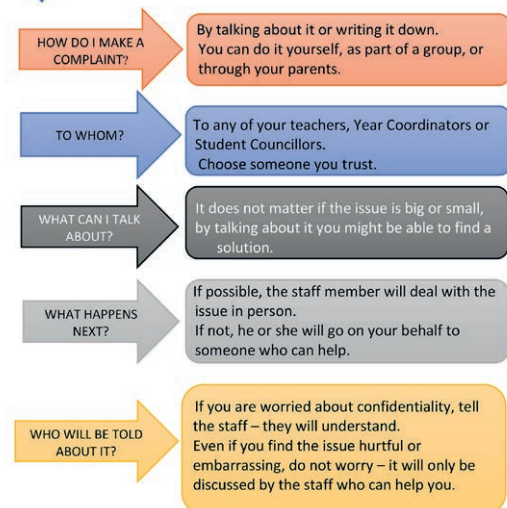 HOW DO I MAKE A
COMPLAINT?
By talking about it or writing it down.
You can do it yourself, as part of a group, or
through your parents.
TO WHOM?
To any of your teachers, Year Coordinators or
Student Councillors.
Choose someone you trust.
WHAT CAN I TALK
ABOUT?
It does not matter if the issue is big or small,
by talking about it you might be able to find a
solution.
WHAT HAPPENS
NEXT?
If possible, the staff member will deal with the
issue in person.
If not, he or she will go on your behalf to
someone who can help.
WHO WILL BE TOLD
ABOUT IT?
If you are worried about confidentiality, tell
the staff – they will understand.
Even if you find the issue hurtful or
embarrassing, do not worry – it will only be
discussed by the staff who can help you.